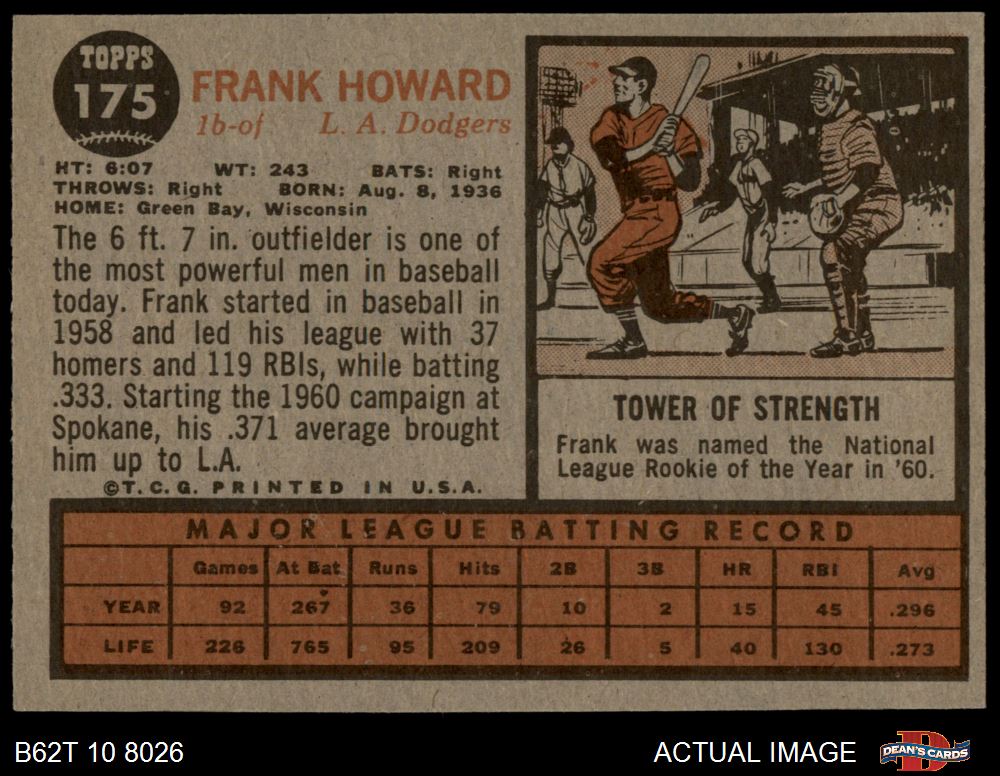 TOPPS
175
FRANK HOWARD
1b-of L. A. Dodgers
HT: 6:07 WT: 243 BATS: Right
THROWS: Right BORN: Aug. 8, 1936
HOME: Green Bay, Wisconsin
The 6 ft. 7 in. outfielder is one of
the most powerful men in baseball
today. Frank started in baseball in
1958 and led his league with 37
homers and 119 RBIs, while batting
.333. Starting the 1960 campaign at
Spokane, his .371 average brought
him up to L.A.
©T.C.G. PRINTED IN U.S.A.
TOWER OF STRENGTH
Frank was named the National
League Rookie of the Year in '60.
MAJOR LEAGUE BATTING RECORD
Games At Bat Runs Hits 2B 3B HR RBI Avg
YEAR 92 267 36 79 10 2 15 45 .296
LIFE 226 765 95 209 26 5 40 130 .273
B62T 10 8026
ACTUAL IMAGE
D
DEAN'S CARDS